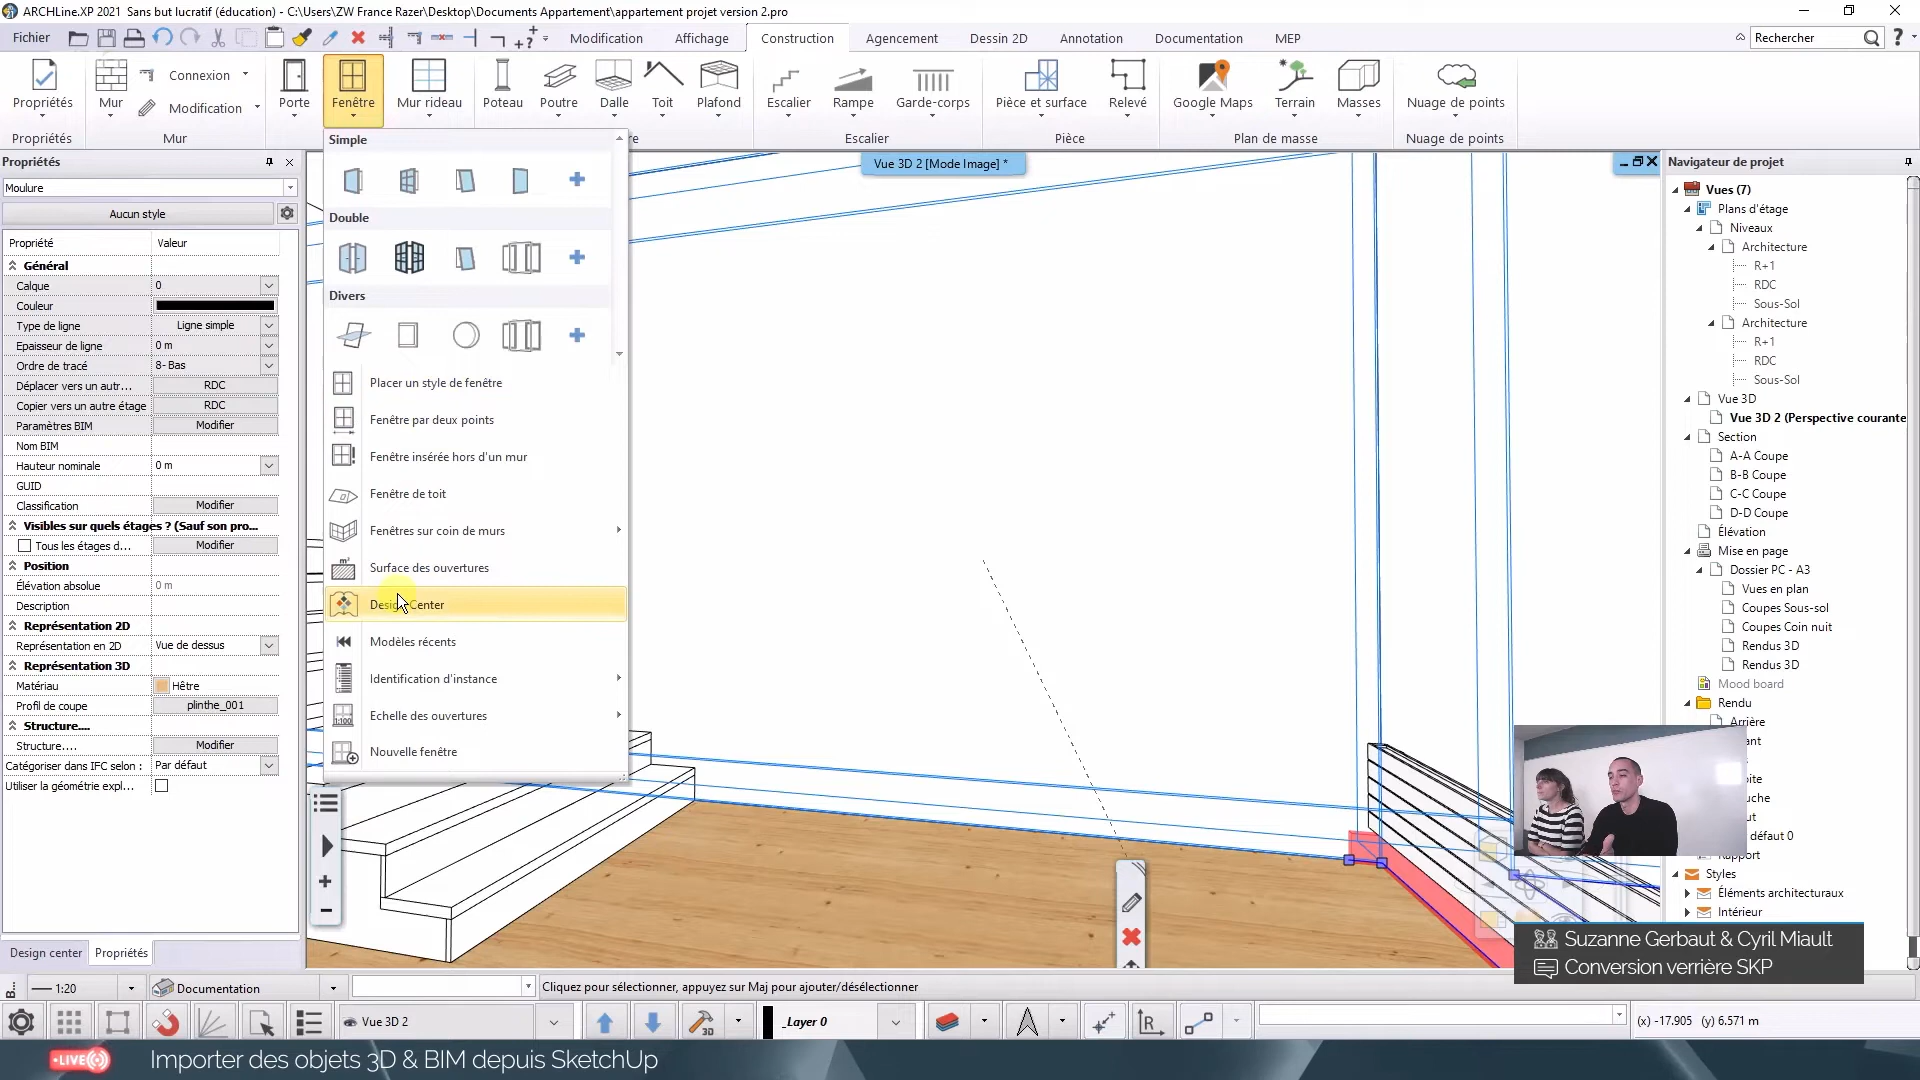 ARCHLine.XP 2021 Sans but lucratif (éducation) - C:\Users\ZW France Razer\Desktop\Documents Appartement\appartement projet version 2.pro
Fichier
Modification
Affichage
Construction
Agencement
Dessin 2D
Annotation
Documentation
MEP
Rechercher
Propriétés
Mur
Connexion
Modification
Porte
Fenêtre
Mur rideau
Poteau
Poutre
Dalle
Toit
Plafond
Escalier
Rampe
Garde-corps
Pièce et surface
Relevé
Google Maps
Terrain
Masses
Nuage de points
Propriétés
Mur
Escalier
Pièce
Plan de masse
Nuage de points
Propriétés
Moulure
Aucun style
Propriété Valeur
Général
Calque 0
Couleur
Type de ligne Ligne simple
Epaisseur de ligne 0 m
Ordre de tracé 8- Bas
Déplacer vers un autr... RDC
Copier vers un autre étage RDC
Paramètres BIM Modifier
Nom BIM
Hauteur nominale 0 m
GUID
Classification Modifier
Visibles sur quels étages ? (Sauf son pro...
Tous les étages d... Modifier
Position
Élévation absolue 0 m
Description
Représentation 2D
Représentation en 2D Vue de dessus
Représentation 3D
Matériau Hêtre
Profil de coupe plinthe_001
Structure....
Structure.... Modifier
Catégoriser dans IFC selon : Par défaut
Utiliser la géométrie expl...
Design center
Propriétés
Simple
Double
Divers
Placer un style de fenêtre
Fenêtre par deux points
Fenêtre insérée hors d'un mur
Fenêtre de toit
Fenêtres sur coin de murs
m²
Surface des ouvertures
Design Center
Modèles récents
Identification d'instance
1:100
Echelle des ouvertures
Nouvelle fenêtre
Vue 3D 2 [Mode Image] *
Navigateur de projet
Vues (7)
Plans d'étage
Niveaux
Architecture
R+1
RDC
Sous-Sol
Architecture
R+1
RDC
Sous-Sol
Vue 3D
Vue 3D 2 (Perspective courante
Section
A-A Coupe
B-B Coupe
C-C Coupe
D-D Coupe
Élévation
Mise en page
Dossier PC - A3
Vues en plan
Coupes Sous-sol
Coupes Coin nuit
Rendus 3D
Rendus 3D
Mood board
Rendu
Arrière
défaut 0
Rapport
Styles
Éléments architecturaux
Intérieur
Suzanne Gerbaut & Cyril Miault
Conversion verrière SKP
1:20
Documentation
Cliquez pour sélectionner, appuyez sur Maj pour ajouter/désélectionner
Vue 3D 2
3D
_Layer 0
R
(x) -17.905 (y) 6.571 m
LIVE
Importer des objets 3D & BIM depuis SketchUp